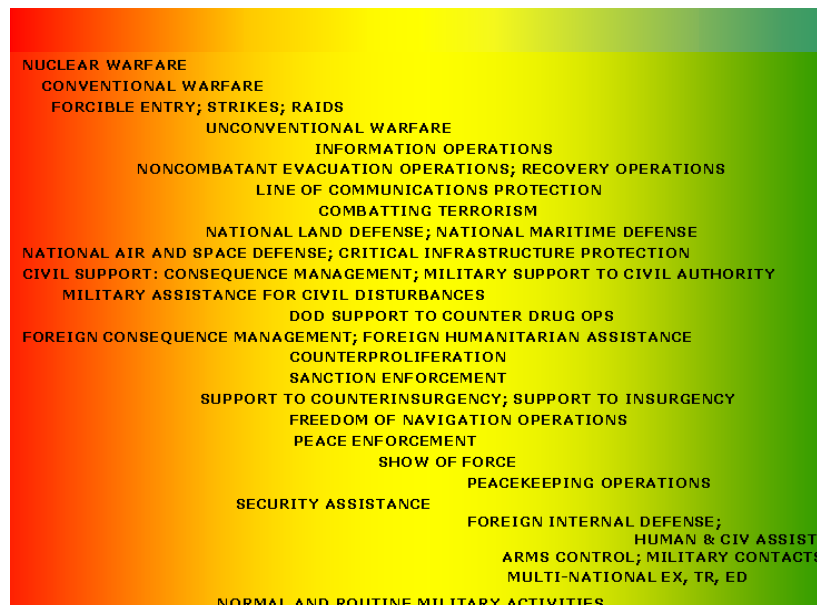 NUCLEAR WARFARE
CONVENTIONAL WARFARE
FORCIBLE ENTRY; STRIKES; RAIDS
UNCONVENTIONAL WARFARE
INFORMATION OPERATIONS
NONCOMBATANT EVACUATION OPERATIONS; RECOVERY OPERATIONS
LINE OF COMMUNICATIONS PROTECTION
COMBATTING TERRORISM
NATIONAL LAND DEFENSE; NATIONAL MARITIME DEFENSE
NATIONAL AIR AND SPACE DEFENSE; CRITICAL INFRASTRUCTURE PROTECTION
CIVIL SUPPORT: CONSEQUENCE MANAGEMENT; MILITARY SUPPORT TO CIVIL AUTHORITY
MILITARY ASSISTANCE FOR CIVIL DISTURBANCES
DOD SUPPORT TO COUNTER DRUG OPS
FOREIGN CONSEQUENCE MANAGEMENT; FOREIGN HUMANITARIAN ASSISTANCE
COUNTERPROLIFERATION
SANCTION ENFORCEMENT
SUPPORT TO COUNTERINSURGENCY; SUPPORT TO INSURGENCY
FREEDOM OF NAVIGATION OPERATIONS
PEACE ENFORCEMENT
SHOW OF FORCE
PEACEKEEPING OPERATIONS
SECURITY ASSISTANCE
FOREIGN INTERNAL DEFENSE;
HUMAN & CIV ASSIST
ARMS CONTROL; MILITARY CONTACTS
MULTI-NATIONAL EX, TR, ED
NORMAL AND ROUTINE MILITARY ACTIVITIES